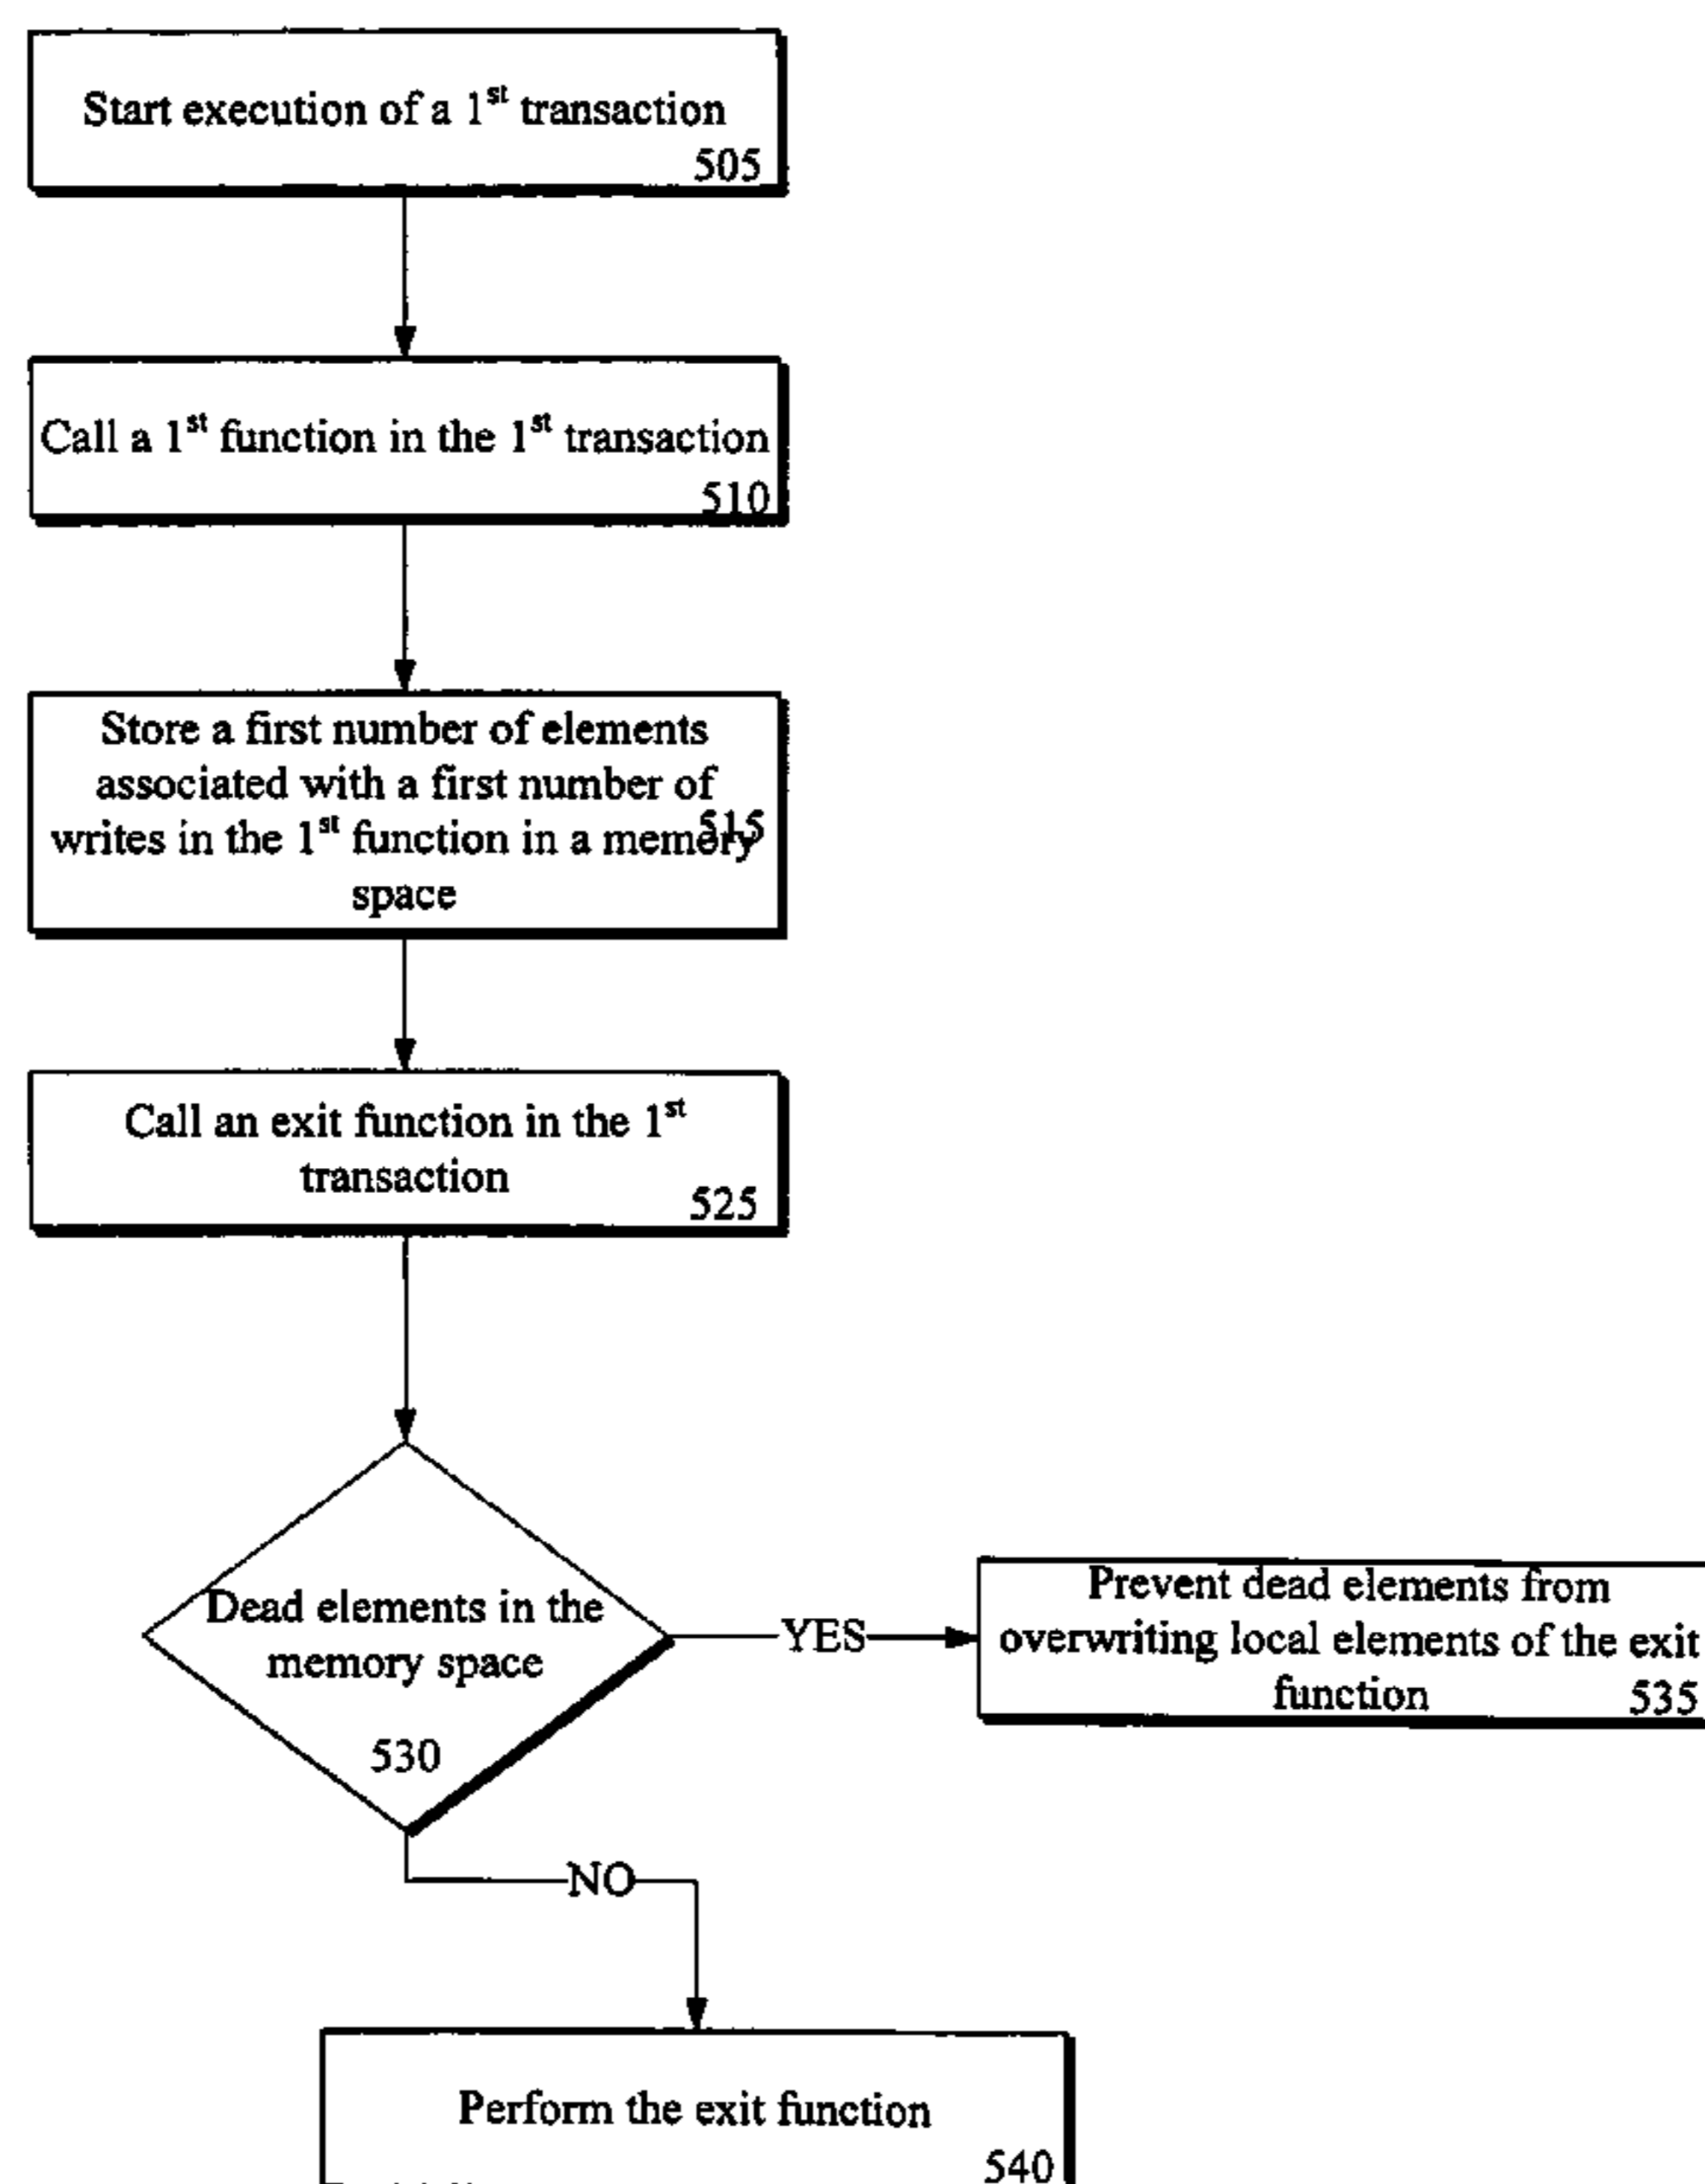 Start execution of a 1st transaction
505
Call a 1st function in the 1st transaction
510
Store a first number of elements
associated with a first number of
writes in the 1st function in a memory
515
space
Call an exit function in the 1st
transaction
525
Dead elements in the
memory space
530
YES
Prevent dead elements from
overwriting local elements of the exit
function
535
NO
Perform the exit function
540